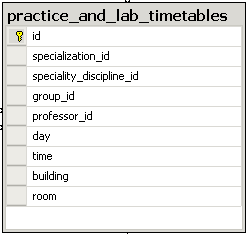 practice_and_lab_timetables
id
specialization_id
speciality_discipline_id
group_id
professor_id
day
time
building
room